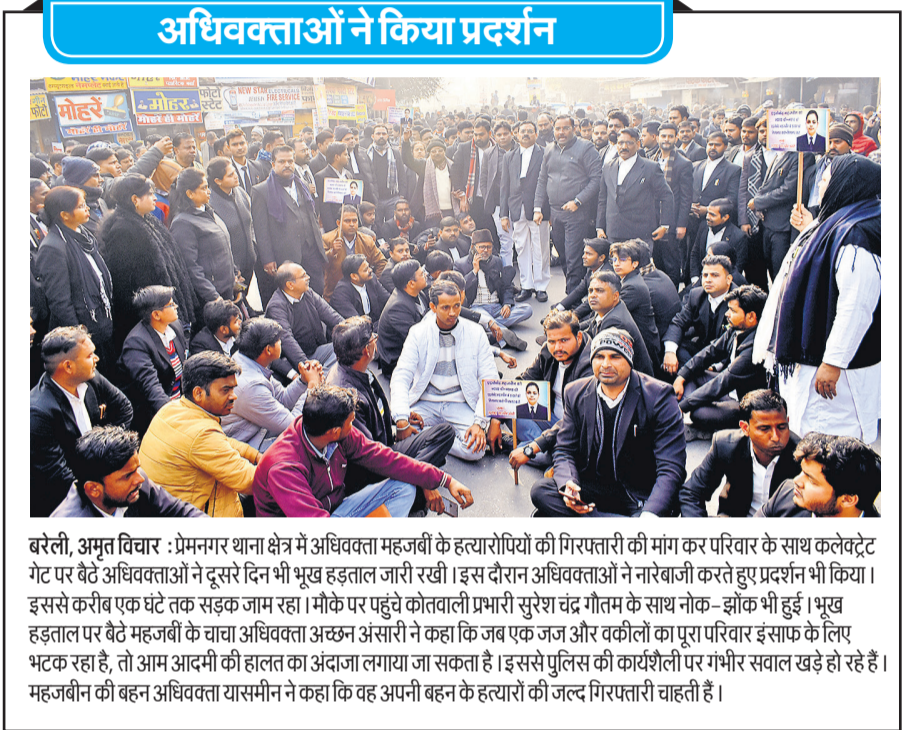 अधिवक्ताओं ने किया प्रदर्शन
मोहरें
मोहर
मोहर ही मोहर
फोटो
स्टेट
FIRE SERVICE
बरेली, अमृत विचार : प्रेमनगर थाना क्षेत्र में अधिवक्ता महजबीं के हत्यारोपियों की गिरफ्तारी की मांग कर परिवार के साथ कलेक्ट्रेट
गेट पर बैठे अधिवक्ताओं ने दूसरे दिन भी भूख हड़ताल जारी रखी । इस दौरान अधिवक्ताओं ने नारेबाजी करते हुए प्रदर्शन भी किया ।
इससे करीब एक घंटे तक सड़क जाम रहा । मौके पर पहुंचे कोतवाली प्रभारी सुरेश चंद्र गौतम के साथ नोक-झोंक भी हुई । भूख
हड़ताल पर बैठे महजबीं के चाचा अधिवक्ता अच्छन अंसारी ने कहा कि जब एक जज और वकीलों का पूरा परिवार इंसाफ के लिए
भटक रहा है, तो आम आदमी की हालत का अंदाजा लगाया जा सकता है । इससे पुलिस की कार्यशैली पर गंभीर सवाल खड़े हो रहे हैं ।
महजबीन की बहन अधिवक्ता यासमीन ने कहा कि वह अपनी बहन के हत्यारों की जल्द गिरफ्तारी चाहती हैं ।